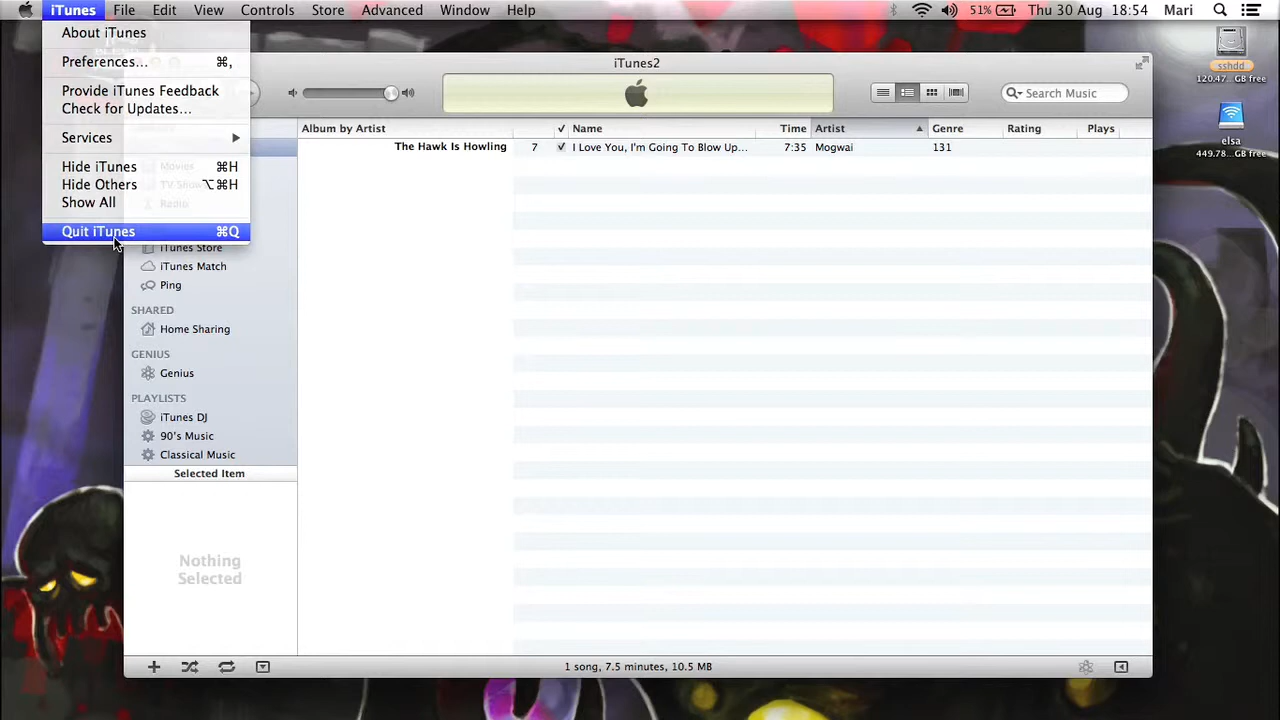 iTunes File Edit View Controls Store Advanced Window Help 51% Thu 30 Aug 18:54 Mari
About iTunes
Preferences... ⌘,
Provide iTunes Feedback
Check for Updates...
Services
Hide iTunes ⌘H
Hide Others ⌥⌘H
Show All
Quit iTunes ⌘Q
iTunes2
Search Music
Album by Artist ✓ Name Time Artist Genre Rating Plays
The Hawk Is Howling 7 ✓ I Love You, I'm Going To Blow Up... 7:35 Mogwai 131
Movies
TV Sho
Radio
iTunes Store
iTunes Match
Ping
SHARED
Home Sharing
GENIUS
Genius
PLAYLISTS
iTunes DJ
90's Music
Classical Music
Selected Item
Nothing
Selected
1 song, 7.5 minutes, 10.5 MB
sshdd
120.47... GB free
elsa
449.78... GB free